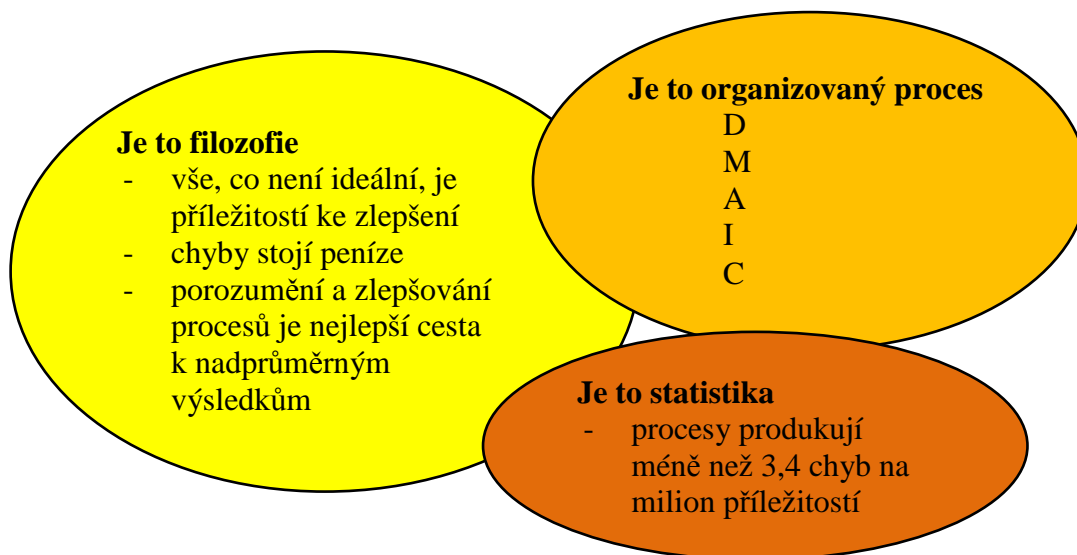 Je to filozofie
- vše, co není ideální, je
příležitostí ke zlepšení
- chyby stojí peníze
- porozumění a zlepšování
procesů je nejlepší cesta
k nadprůměrným
výsledkům
Je to organizovaný proces
D
M
A
I
C
Je to statistika
- procesy produkují
méně než 3,4 chyb na
milion příležitostí